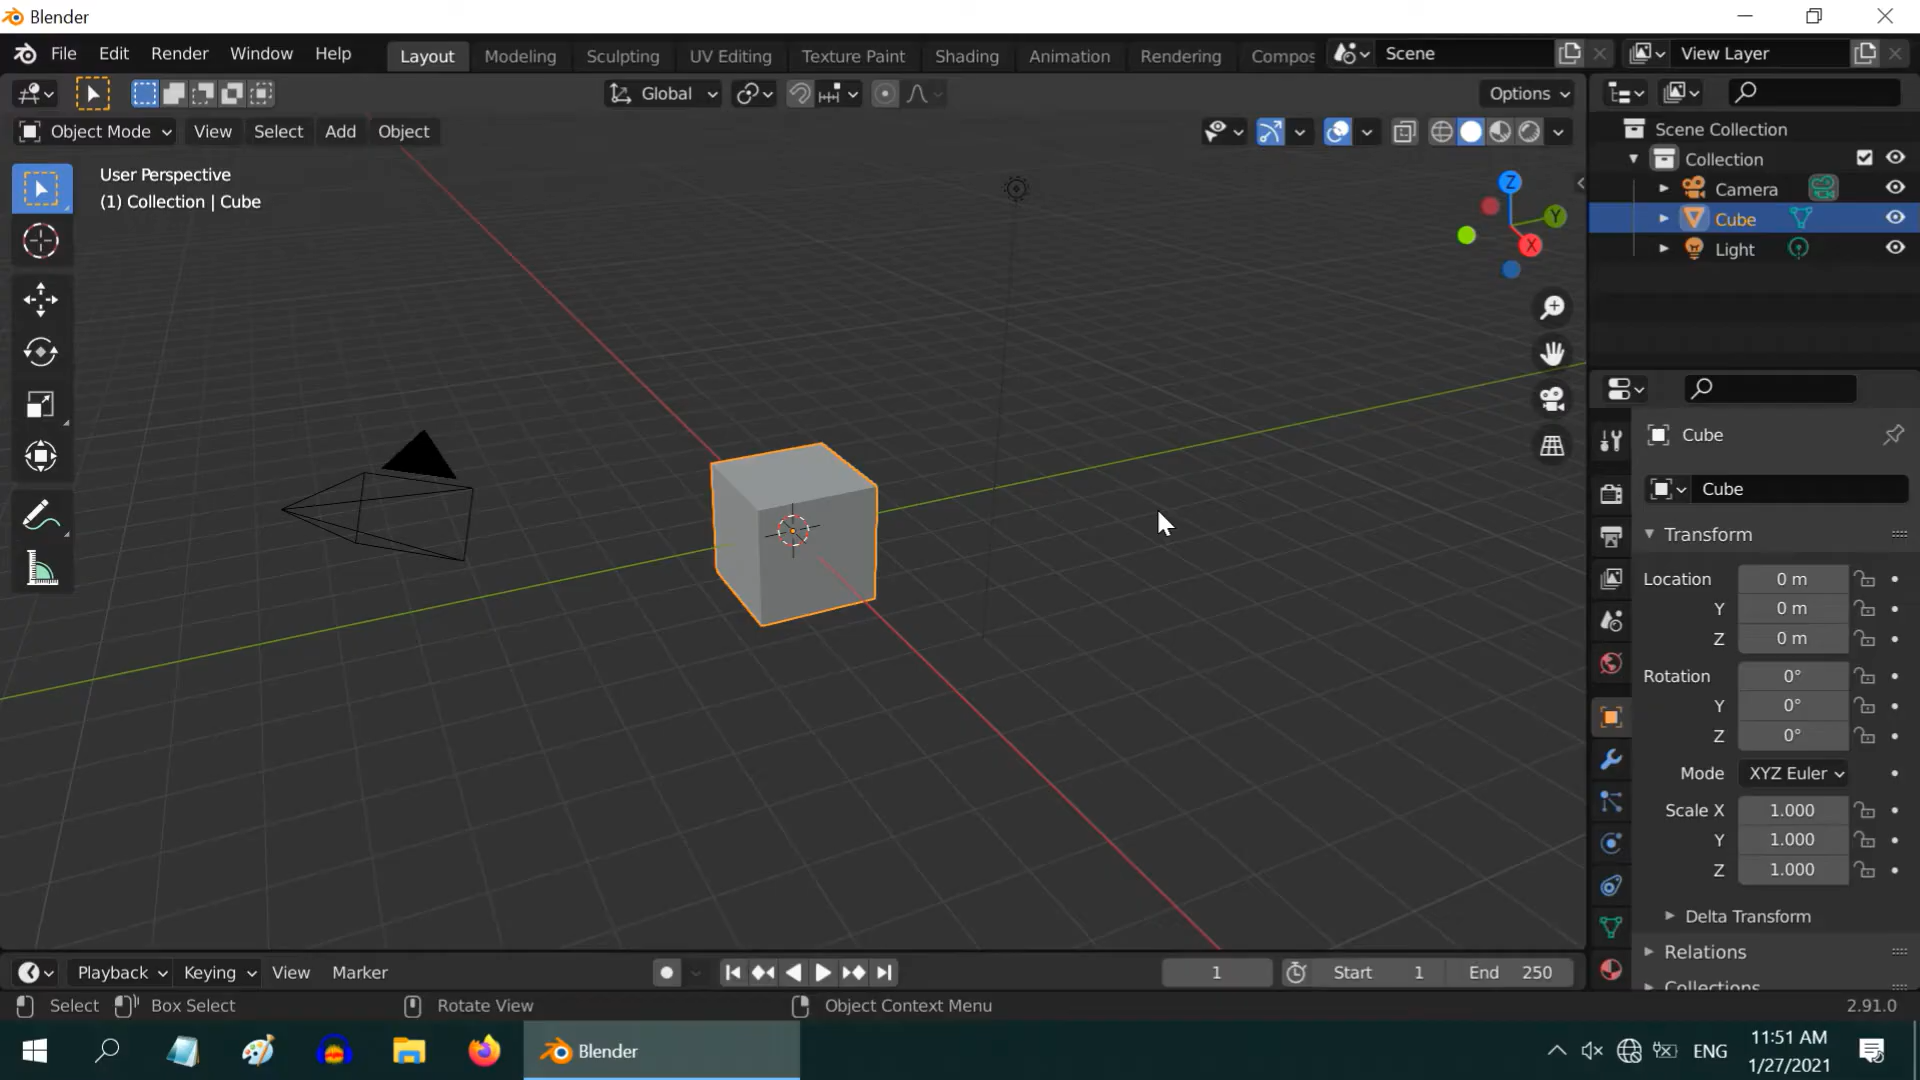 Blender
File Edit Render Window Help Layout Modeling Sculpting UV Editing Texture Paint Shading Animation Rendering Compos Scene View Layer
Global Options
Object Mode View Select Add Object
User Perspective
(1) Collection | Cube
Z
Y
X
Scene Collection
Collection
Camera
Cube
Light
Cube
Cube
Transform
Location 0 m
Y 0 m
Z 0 m
Rotation 0°
Y 0°
Z 0°
Mode XYZ Euler
Scale X 1.000
Y 1.000
Z 1.000
Delta Transform
Relations
Collections
Playback Keying View Marker 1 Start 1 End 250
Select Box Select Rotate View Object Context Menu 2.91.0
Blender ENG
11:51 AM
1/27/2021